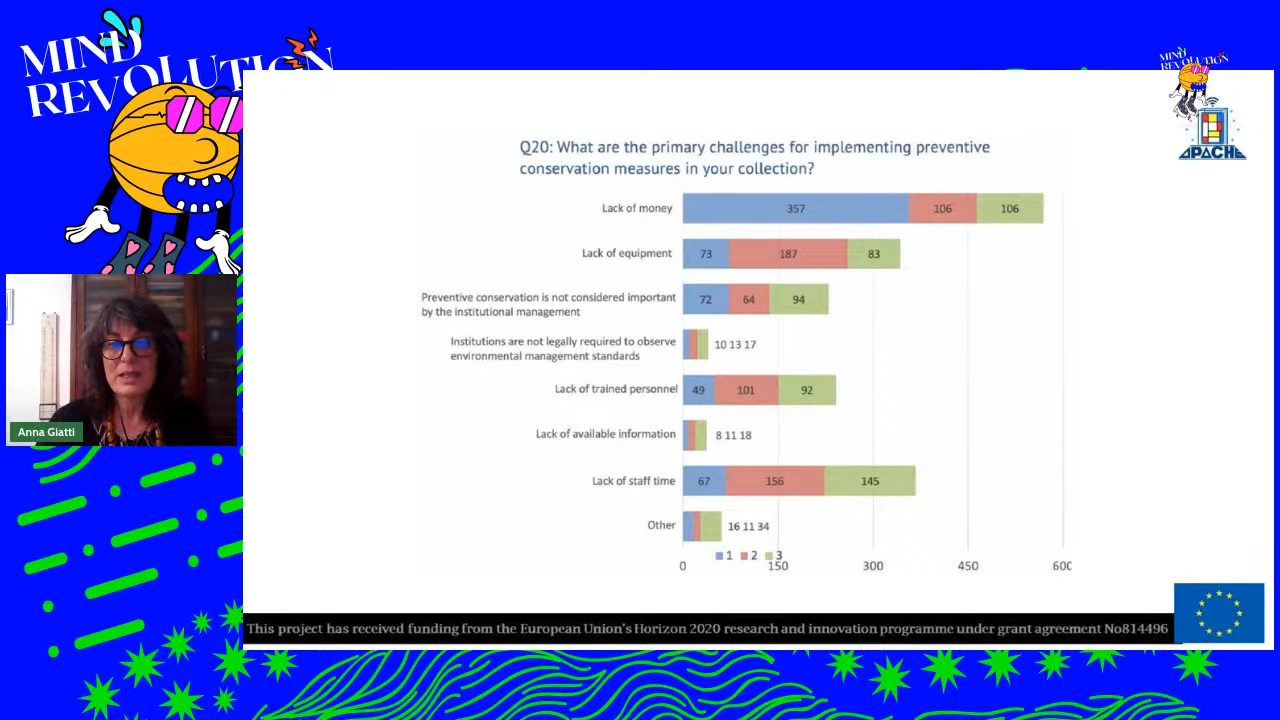 MIND
REVOLUTION
MIND
REVOLUTION
APACHE
Q20: What are the primary challenges for implementing preventive
conservation measures in your collection?
Lack of money
357 106 106
Lack of equipment
73 187 83
Preventive conservation is not considered important
by the institutional management
72 64 94
Institutions are not legally required to observe
environmental management standards
10 13 17
Lack of trained personnel
49 101 92
Lack of available information
8 11 18
Lack of staff time
67 156 145
Other
16 11 34
1 2 3
0 150 300 450 600
Anna Giatti
This project has received funding from the European Union's Horizon 2020 research and innovation programme under grant agreement No814496